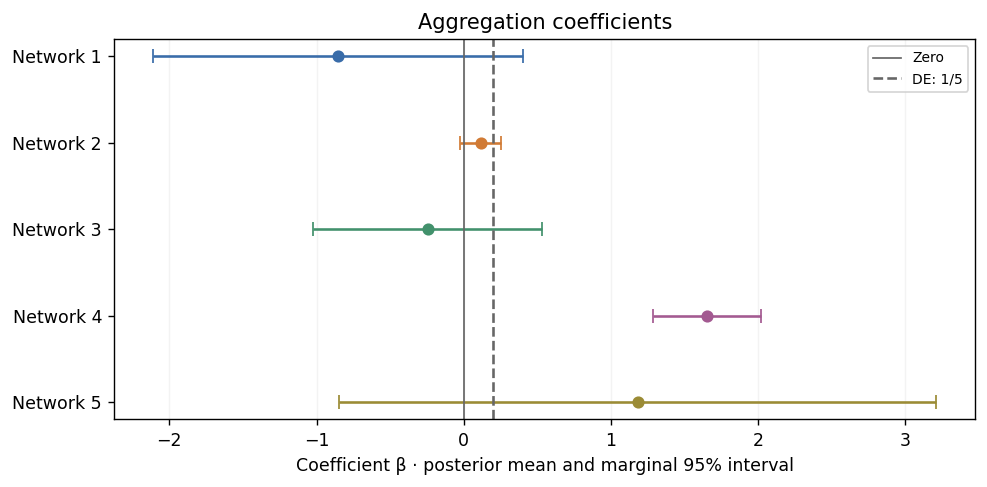 Aggregation coefficients
Network 1
Network 2
Network 3
Network 4
Network 5
Zero
DE: 1/5
−2
−1
0
1
2
3
Coefficient β · posterior mean and marginal 95% interval